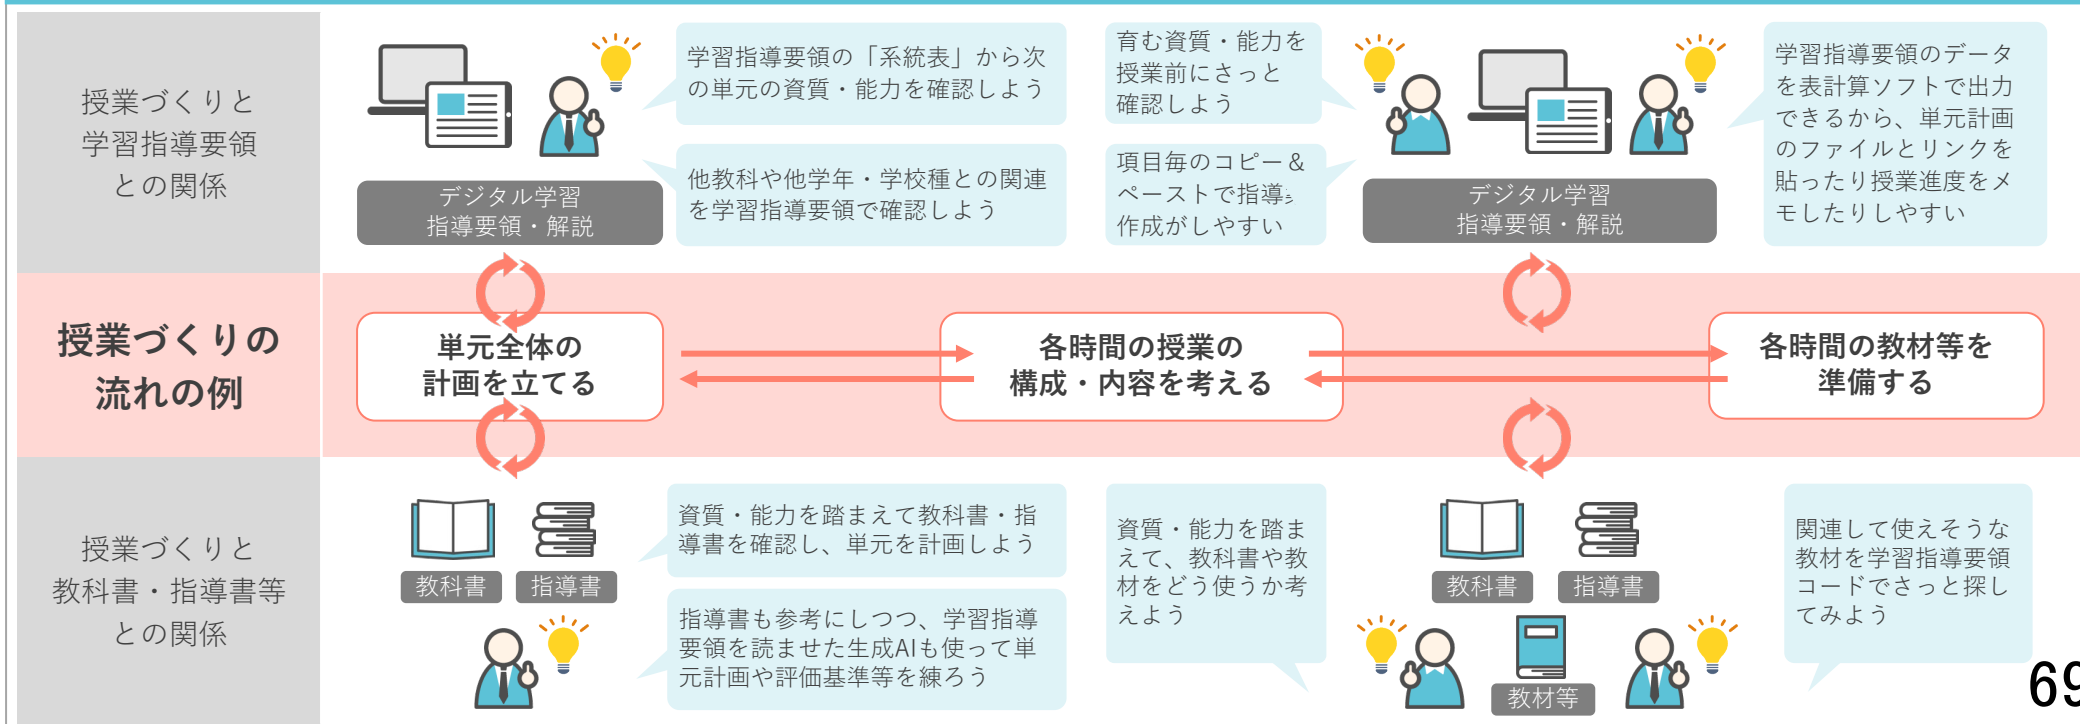 授業づくりと
学習指導要領
との関係
デジタル学習
指導要領・解説
学習指導要領の「系統表」から次
の単元の資質・能力を確認しよう
他教科や他学年・学校種との関連
を学習指導要領で確認しよう
育む資質・能力を
授業前にさっと
確認しよう
項目毎のコピー＆
ペーストで指導
作成がしやすい
デジタル学習
指導要領・解説
学習指導要領のデータ
を表計算ソフトで出力
できるから、単元計画
のファイルとリンクを
貼ったり授業進度をメ
モしたりしやすい
授業づくりの
流れの例
単元全体の
計画を立てる
各時間の授業の
構成・内容を考える
各時間の教材等を
準備する
授業づくりと
教科書・指導書等
との関係
教科書
指導書
資質・能力を踏まえて教科書・指
導書を確認し、単元を計画しよう
指導書も参考にしつつ、学習指導
要領を読ませた生成AIも使って単
元計画や評価基準等を練ろう
資質・能力を踏ま
えて、教科書や教
材をどう使うか考
えよう
教科書
指導書
教材等
関連して使えそうな
教材を学習指導要領
コードでさっと探し
てみよう
69